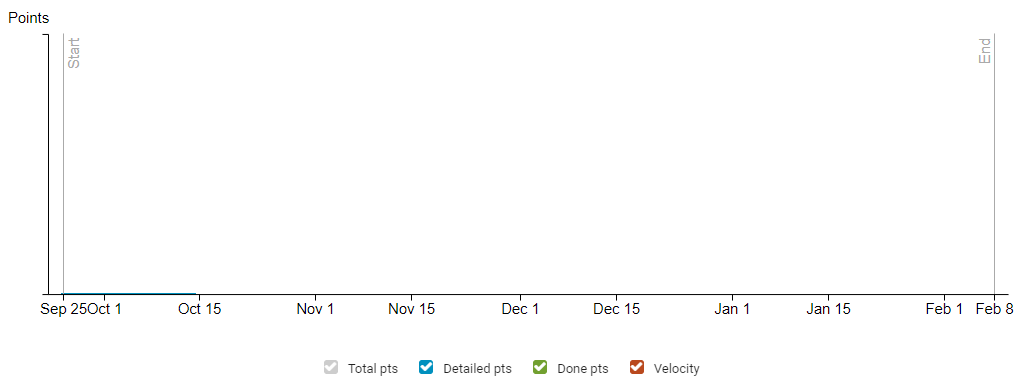 Points
Start
End
Sep 25 Oct 1 Oct 15 Nov 1 Nov 15 Dec 1 Dec 15 Jan 1 Jan 15 Feb 1 Feb 8
Total pts Detailed pts Done pts Velocity